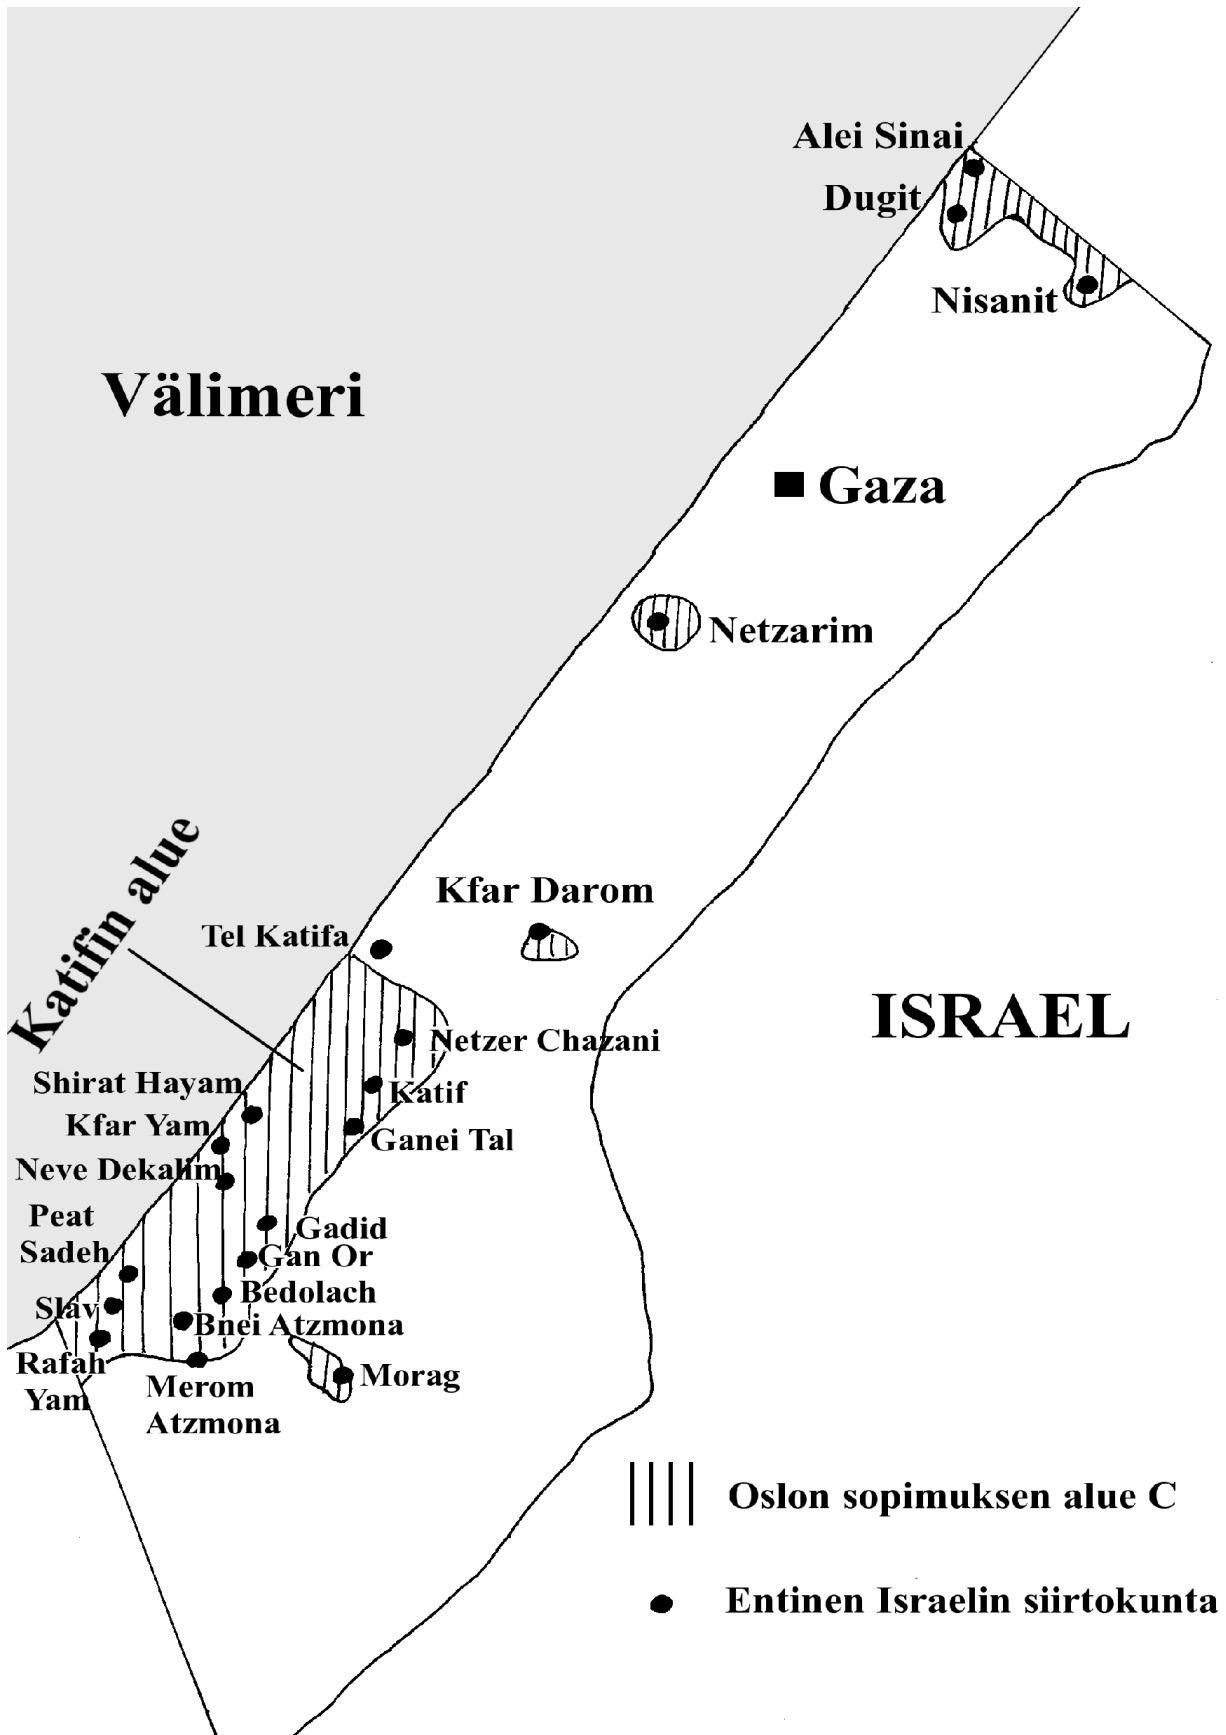 Alei Sinai
Dugit
Nisanit
Välimeri
Gaza
Netzarim
Katifin alue
Kfar Darom
Tel Katifa
ISRAEL
Netzer Chazani
Shirat Hayam
Katif
Kfar Yam
Ganei Tal
Neve Dekalim
Peat
Sadeh
Gadid
Gan Or
Bedolach
Slav
Bnei Atzmona
Rafah
Yam
Merom
Atzmona
Morag
Oslon sopimuksen alue C
Entinen Israelin siirtokunta